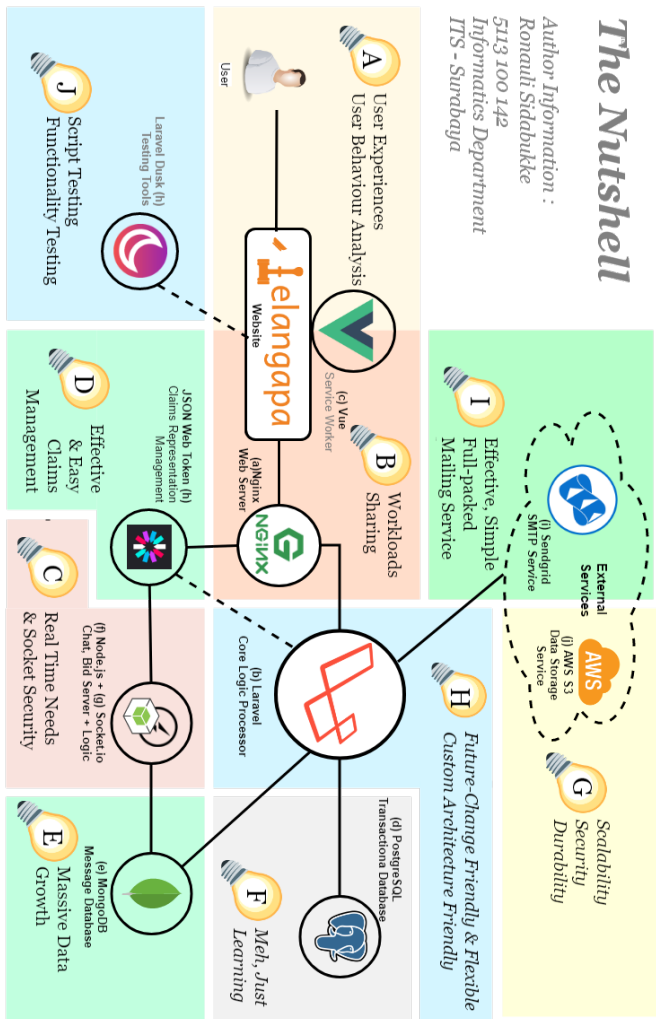 The Nutshell
Author Information :
Ronauli Sidabukke
5113 100 142
Informatics Department
ITS - Surabaya
A
User Experiences
User Behaviour Analysis
User
J
Script Testing
Functionality Testing
Laravel Dusk (h)
Testing Tools
lelangapa
Website
(c) Vue
Service Worker
B
Workloads
Sharing
(a)Nginx
Web Server
NGiNX
I
Effective, Simple
Full-packed
Mailing Service
(i) Sendgrid
SMTP Service
External
Services
AWS
(j) AWS S3
Data Storage
Service
G
Scalability
Security
Durability
D
Effective
& Easy
Claims
Management
JSON Web Token (h)
Claims Representation
Management
C
Real Time Needs
& Socket Security
(f) Node.js + (g) Socket.io
Chat, Bid Server + Logic
(b) Laravel
Core Logic Processor
H
Future-Change Friendly & Flexible
Custom Architecture Friendly
E
Massive Data
Growth
(e) MongoDB
Message Database
F
Meh, Just
Learning
(d) PostgreSQL
Transactiona Database